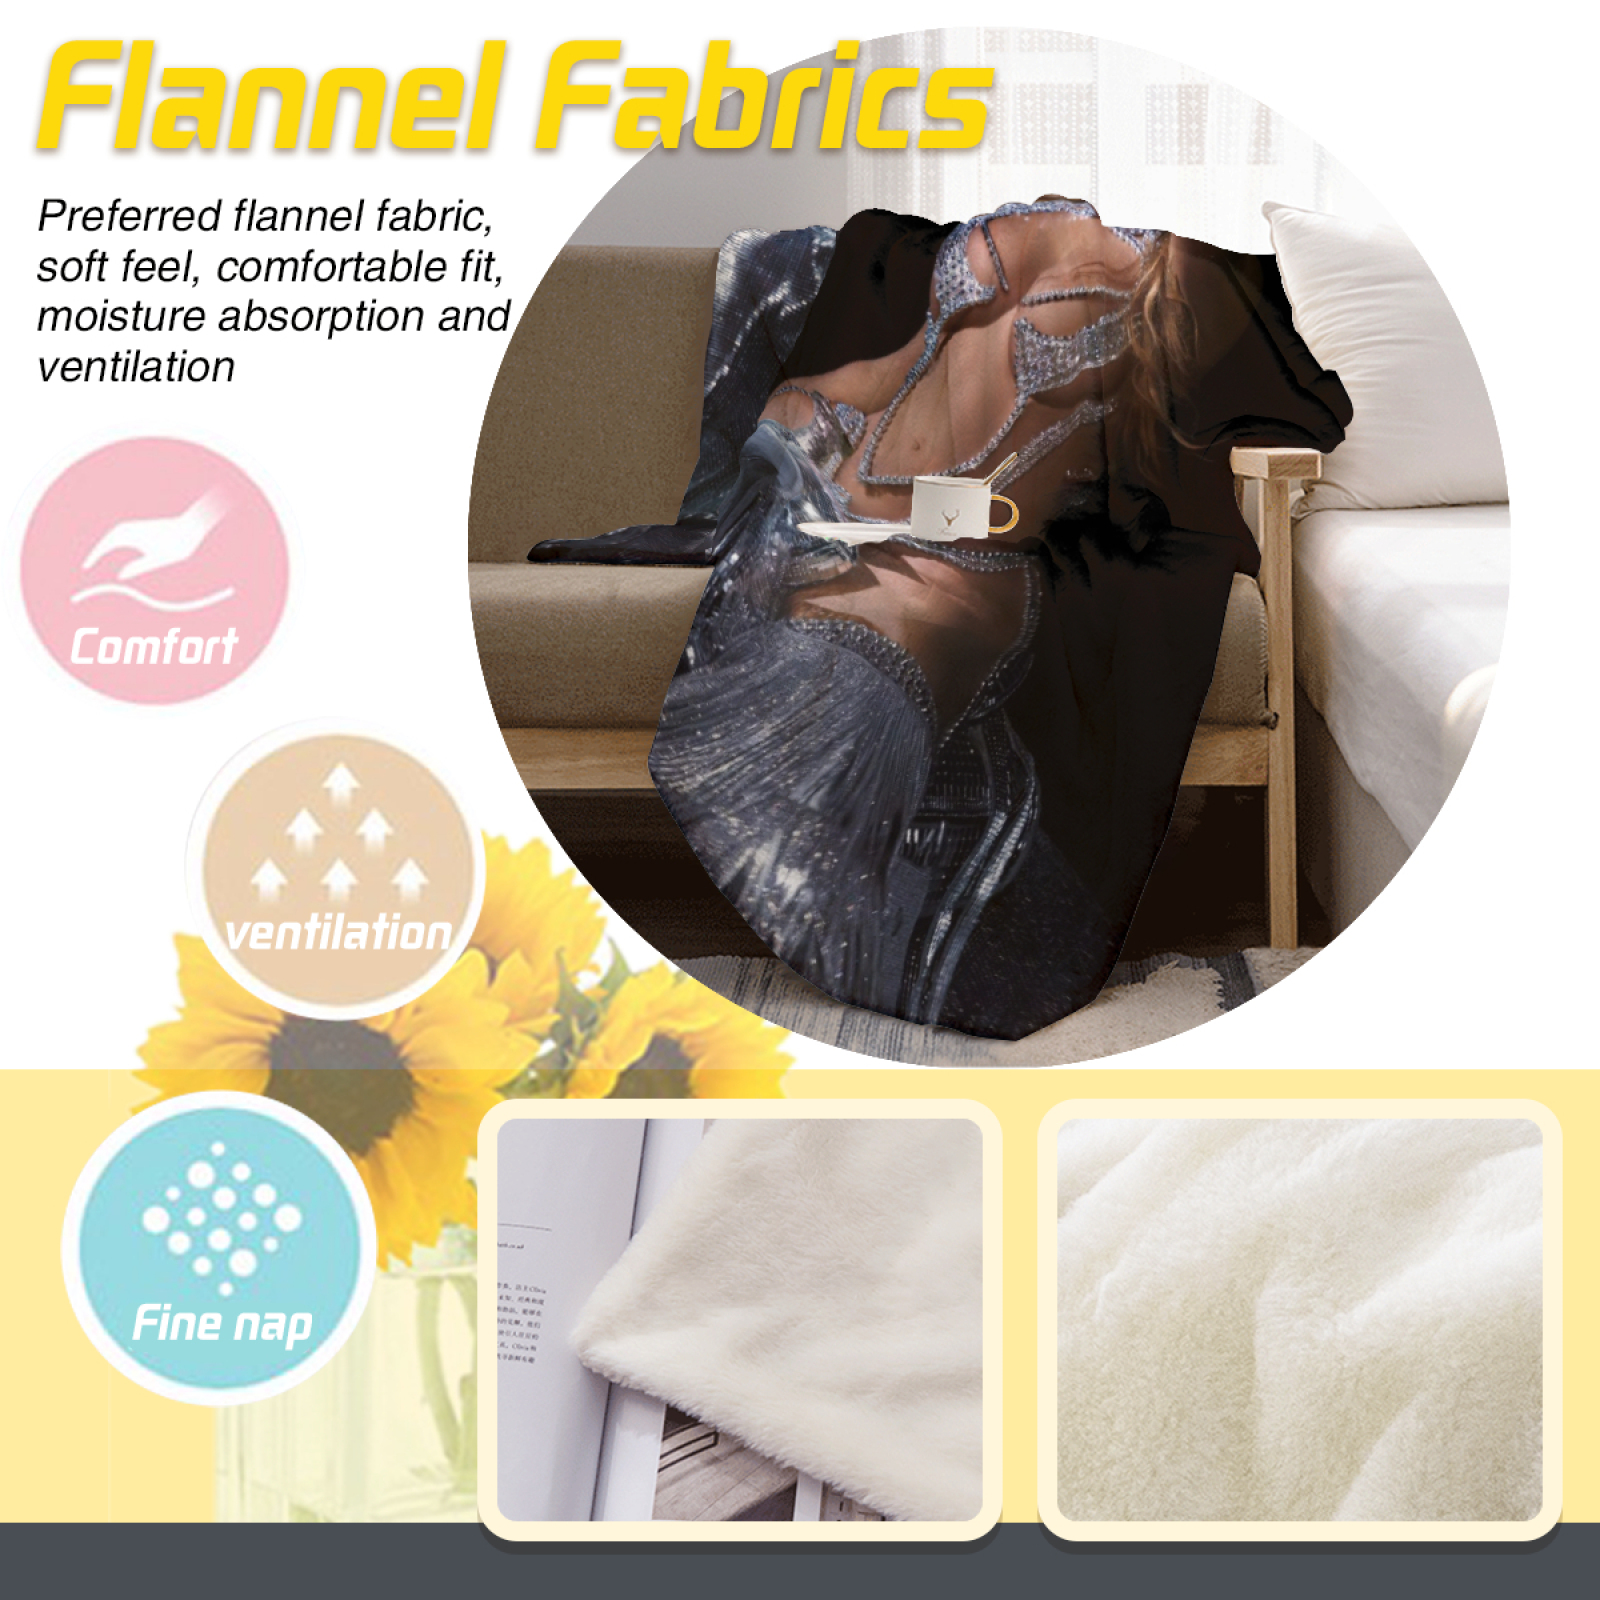 Flannel Fabrics
Preferred flannel fabric,
soft feel, comfortable fit,
moisture absorption and
ventilation
Comfort
ventilation
Fine nap